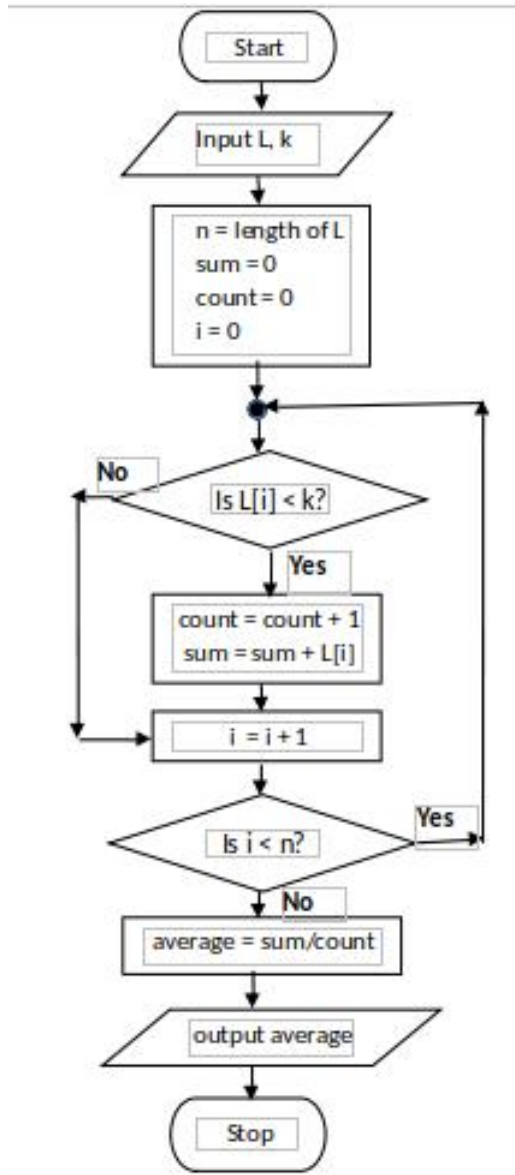 Start
Input L, k
n = length of L
sum = 0
count = 0
i = 0
No
Is L[i] < k?
Yes
count = count + 1
sum = sum + L[i]
i = i + 1
Is i < n?
Yes
No
average = sum/count
output average
Stop